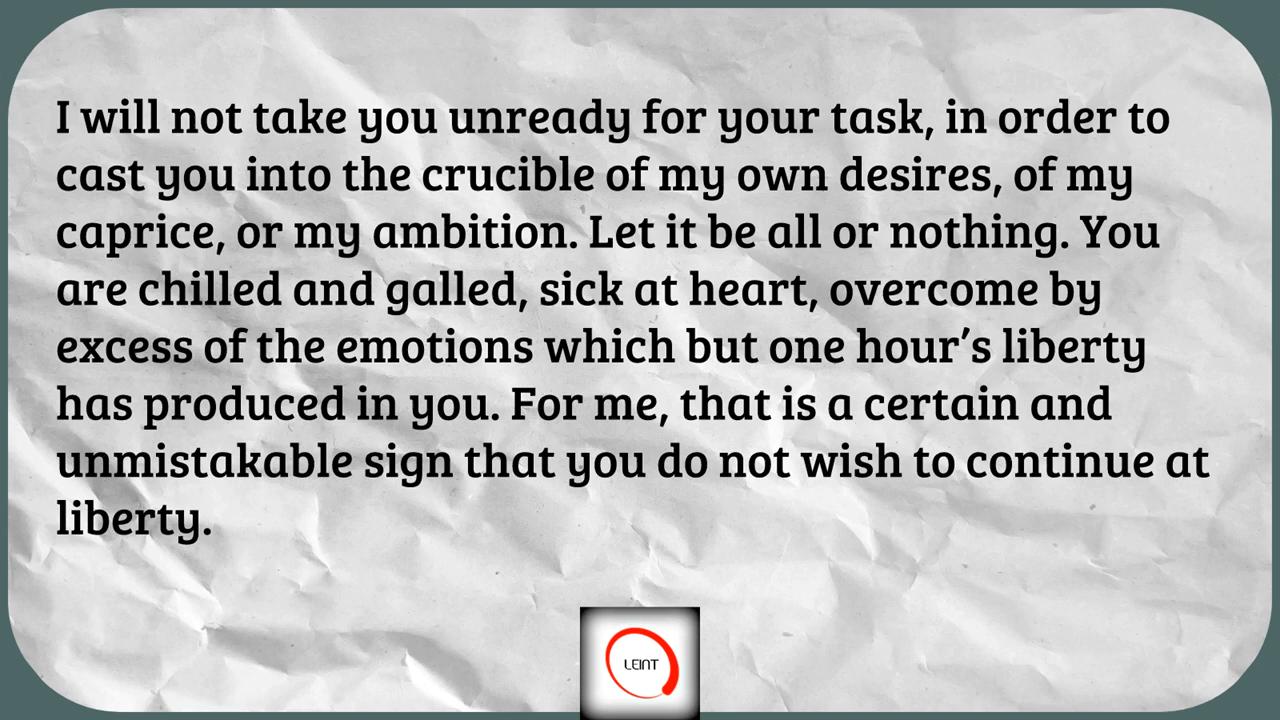 I will not take you unready for your task, in order to
cast you into the crucible of my own desires, of my
caprice, or my ambition. Let it be all or nothing. You
are chilled and galled, sick at heart, overcome by
excess of the emotions which but one hour’s liberty
has produced in you. For me, that is a certain and
unmistakable sign that you do not wish to continue at
liberty.
LEINT